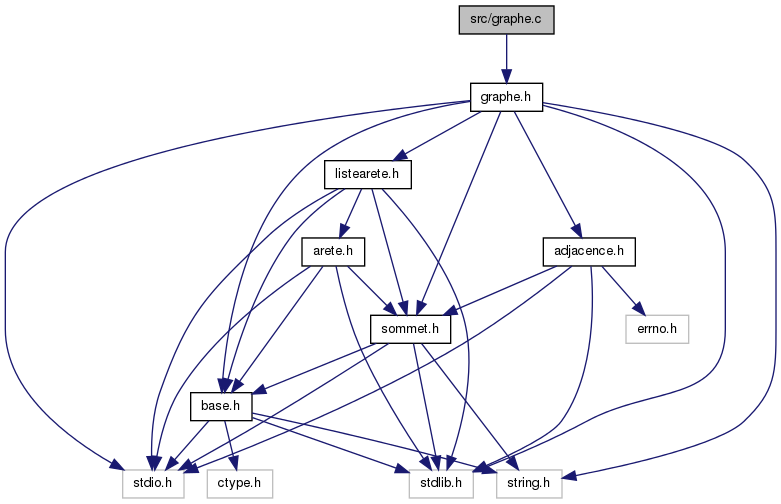 src/graphe.c
graphe.h
listearete.h
arete.h
adjacence.h
sommet.h
errno.h
base.h
stdio.h
ctype.h
stdlib.h
string.h